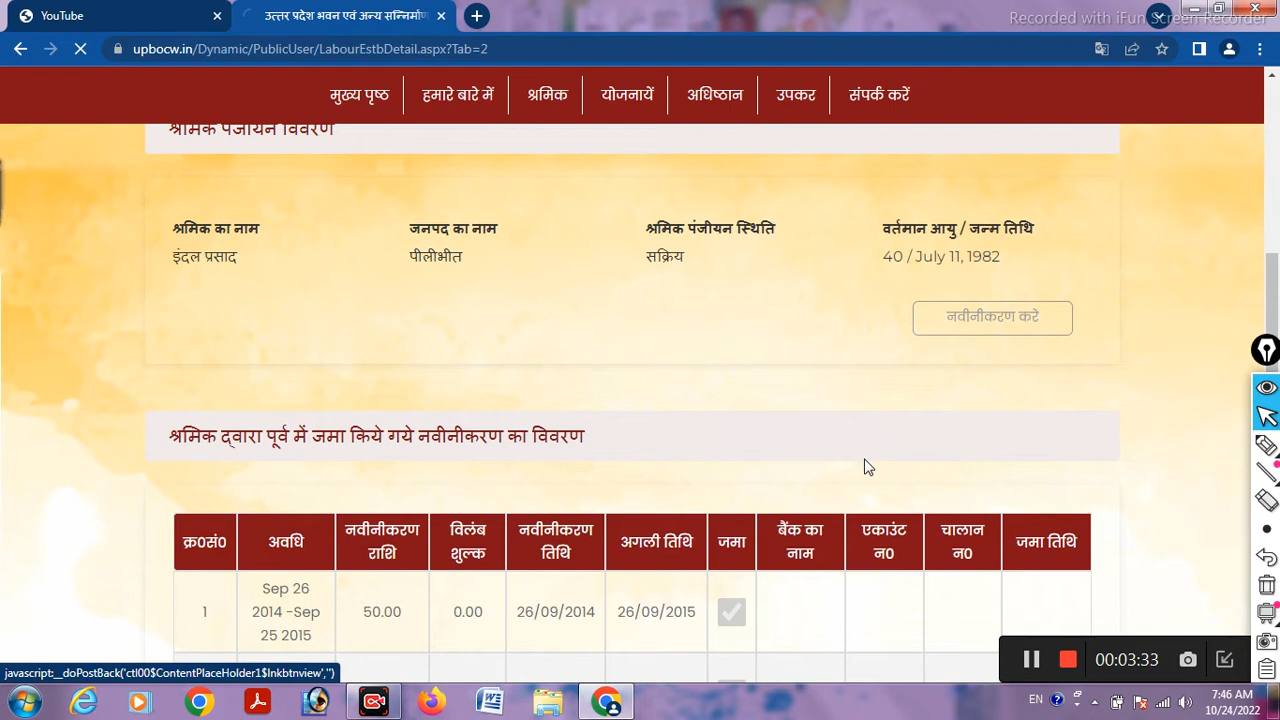 Recorded with iFun Screen Recorder
YouTube
उत्तर प्रदेश भवन एवं अन्य सन्निर्माण
upbocw.in/Dynamic/PublicUser/LabourEstbDetail.aspx?Tab=2
मुख्य पृष्ठ हमारे बारे में श्रमिक योजनायें अधिष्ठान उपकर संपर्क करें
श्रमिक पंजीयन विवरण
श्रमिक का नाम जनपद का नाम श्रमिक पंजीयन स्थिति वर्तमान आयु / जन्म तिथि
इंदल प्रसाद पीलीभीत सक्रिय 40 / July 11, 1982
नवीनीकरण करे
श्रमिक द्वारा पूर्व में जमा किये गये नवीनीकरण का विवरण
क्र०सं० अवधि नवीनीकरण राशि विलंब शुल्क नवीनीकरण तिथि अगली तिथि जमा बैंक का नाम एकाउंट न० चालान न० जमा तिथि
1 Sep 26 2014 -Sep 25 2015 50.00 0.00 26/09/2014 26/09/2015
javascript:__doPostBack('ctl00$ContentPlaceHolder1$lnkbtnview','')
00:03:33
EN
7:46 AM
10/24/2022